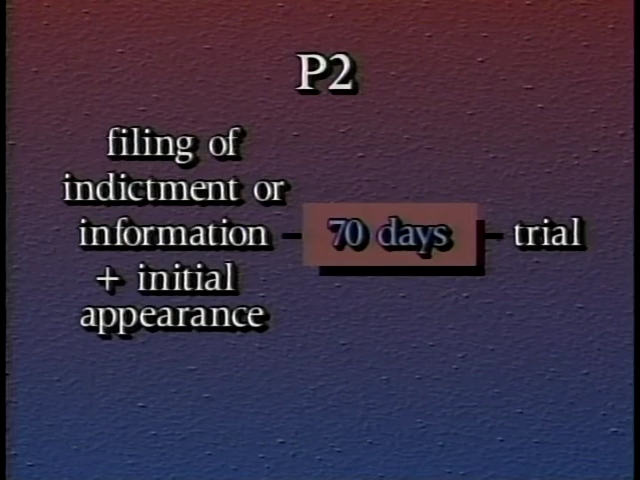 P2
filing of
indictment or
information – 70 days – trial
+ initial
appearance